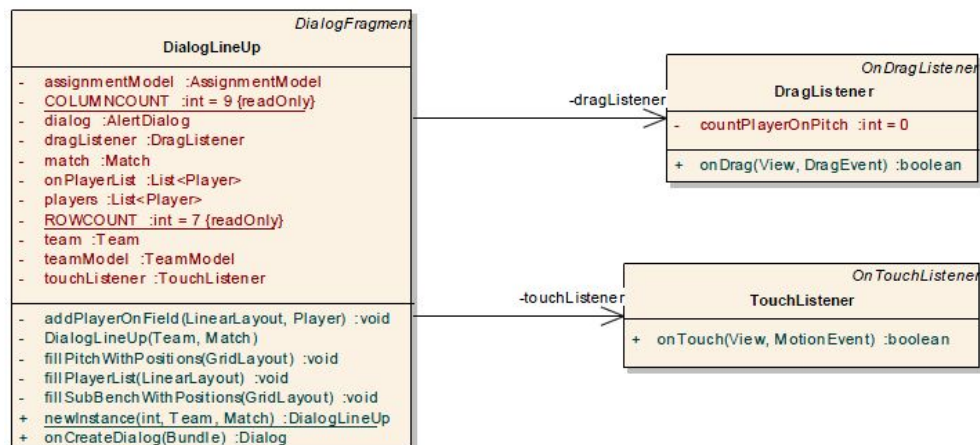 DialogFragment
DialogLineUp
- assignmentModel :AssignmentModel
- COLUMNCOUNT :int = 9 {readOnly}
- dialog :AlertDialog
- dragListener :DragListener
- match :Match
- onPlayerList :List<Player>
- players :List<Player>
- ROWCOUNT :int = 7 {readOnly}
- team :Team
- teamModel :TeamModel
- touchListener :TouchListener
- addPlayerOnField(LinearLayout, Player) :void
- DialogLineUp(Team, Match)
- fillPitchWithPositions(GridLayout) :void
- fillPlayerList(LinearLayout) :void
- fillSubBenchWithPositions(GridLayout) :void
+ newInstance(int, Team, Match) :DialogLineUp
+ onCreateDialog(Bundle) :Dialog
-dragListener
OnDragListener
DragListener
- countPlayerOnPitch :int = 0
+ onDrag(View, DragEvent) :boolean
-touchListener
OnTouchListener
TouchListener
+ onTouch(View, MotionEvent) :boolean